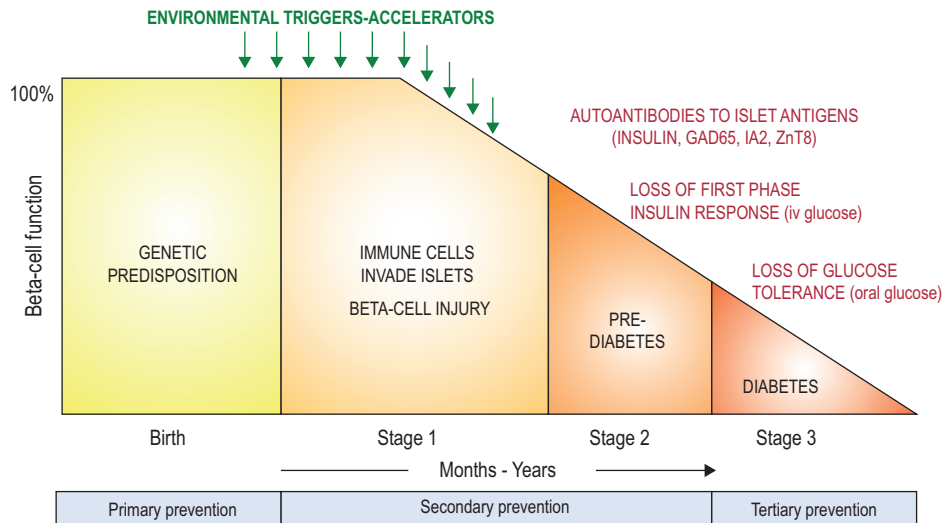 ENVIRONMENTAL TRIGGERS-ACCELERATORS
100%
Beta-cell function
AUTOANTIBODIES TO ISLET ANTIGENS
(INSULIN, GAD65, IA2, ZnT8)
LOSS OF FIRST PHASE
INSULIN RESPONSE (iv glucose)
LOSS OF GLUCOSE
TOLERANCE (oral glucose)
GENETIC
PREDISPOSITION
IMMUNE CELLS
INVADE ISLETS
BETA-CELL INJURY
PRE-
DIABETES
DIABETES
Birth
Stage 1
Stage 2
Stage 3
Months - Years
Primary prevention
Secondary prevention
Tertiary prevention